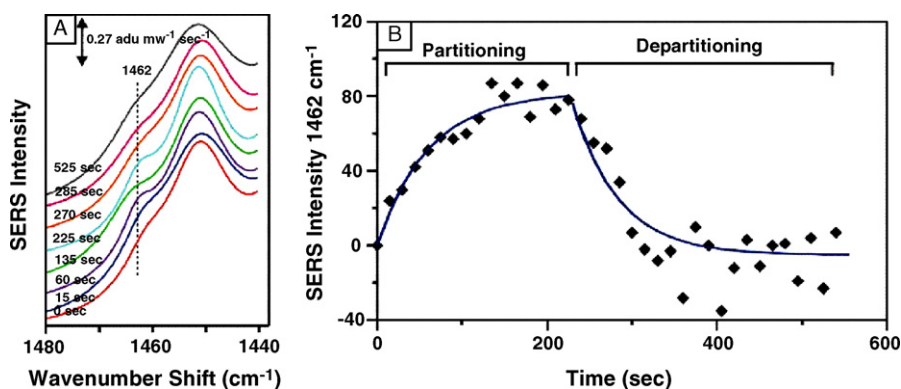 A
0.27 adu mw-1 sec-1
1462
525 sec
285 sec
270 sec
225 sec
135 sec
60 sec
15 sec
0 sec
SERS Intensity
1480
1460
1440
Wavenumber Shift (cm-1)
B
Partitioning
Departitioning
SERS Intensity 1462 cm-1
120
80
40
0
-40
0
200
400
600
Time (sec)